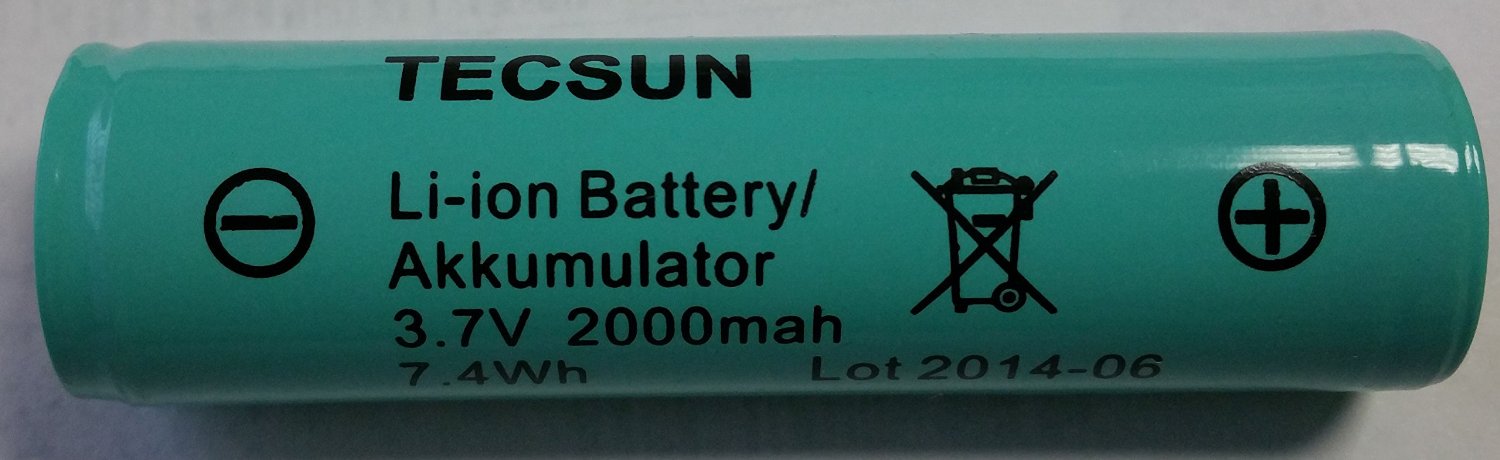 TECSUN
Li-ion Battery/
Akkumulator
3.7V 2000mah
7.4Wh Lot 2014-06